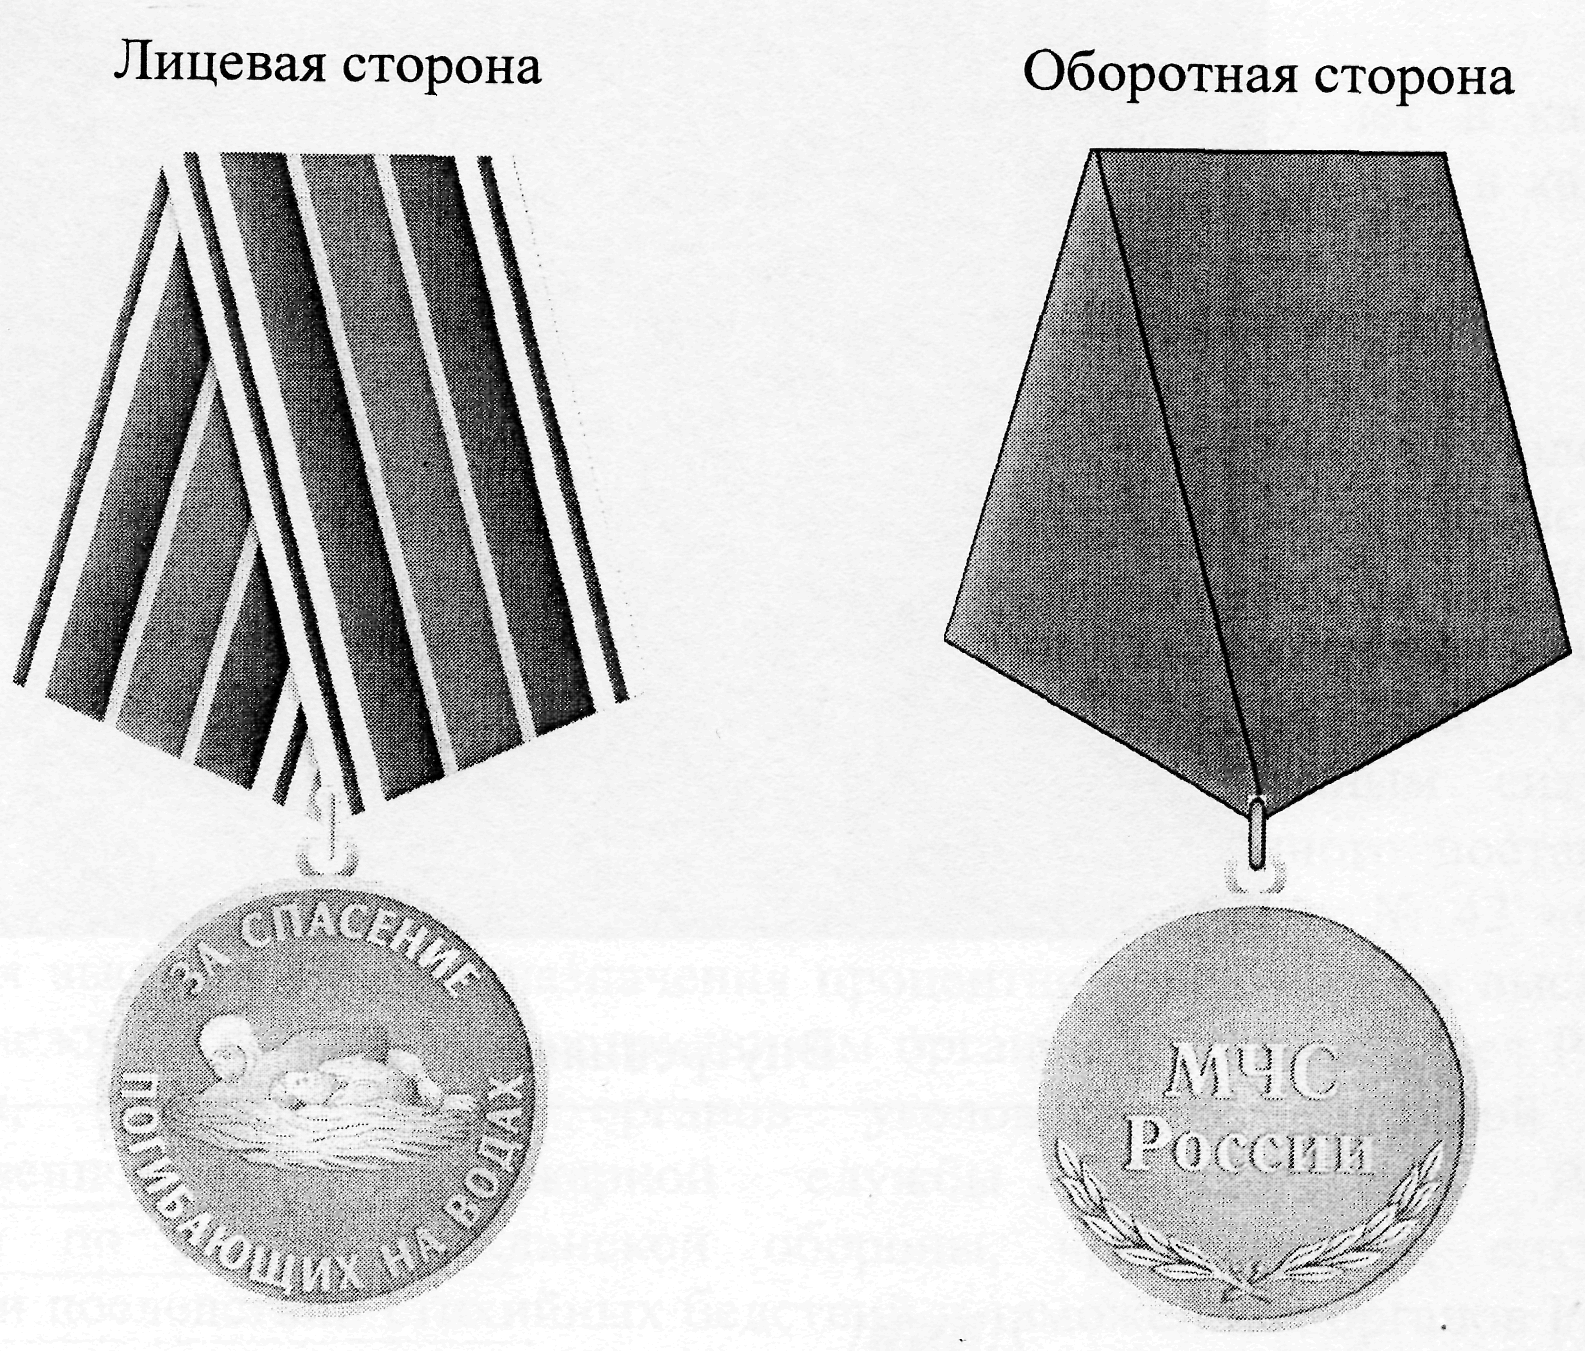 Лицевая сторона
Оборотная сторона
ЗА СПАСЕНИЕ
ПОГИБАЮЩИХ НА ВОДАХ
МЧС
России